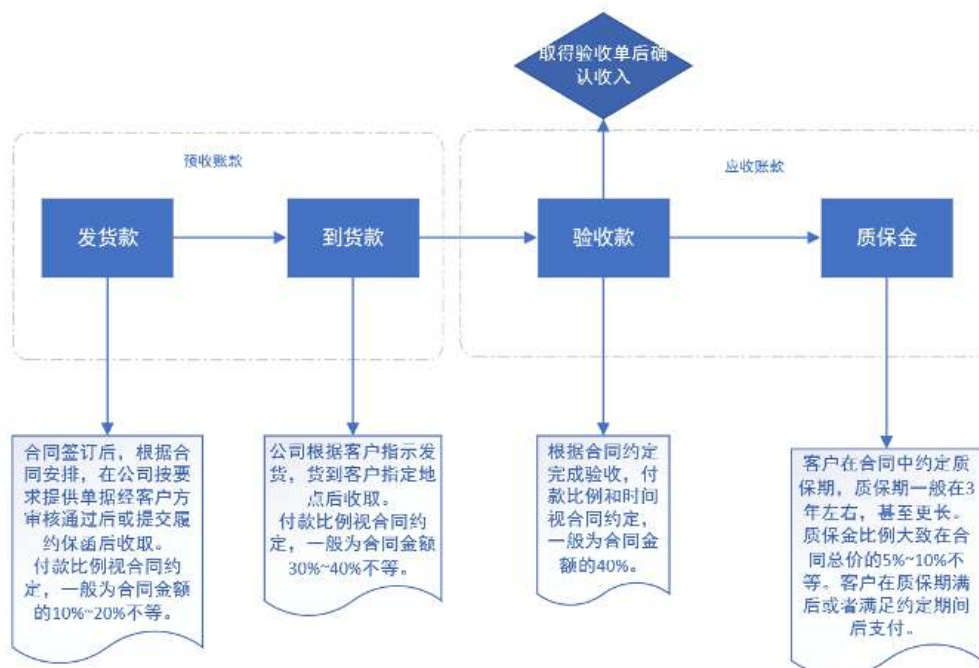 取得验收单后确
认收入
预收账款
应收账款
发货款
到货款
验收款
质保金
合同签订后，根据合
同安排，在公司按要
求提供单据经客户方
审核通过后或提交履
约保函后收取。
付款比例视合同约
定，一般为合同金额
的10%~20%不等。
公司根据客户指示发
货，货到客户指定地
点后收取。
付款比例视合同约
定，一般为合同金额
30%~40%不等。
根据合同约定
完成验收，付
款比例和时间
视合同约定，
一般为合同金
额的40%。
客户在合同中约定质
保期，质保期一般在3
年左右，甚至更长。
质保金比例大致在合
同总价的5%~10%不
等。客户在质保期满
后或者满足约定期间
后支付。